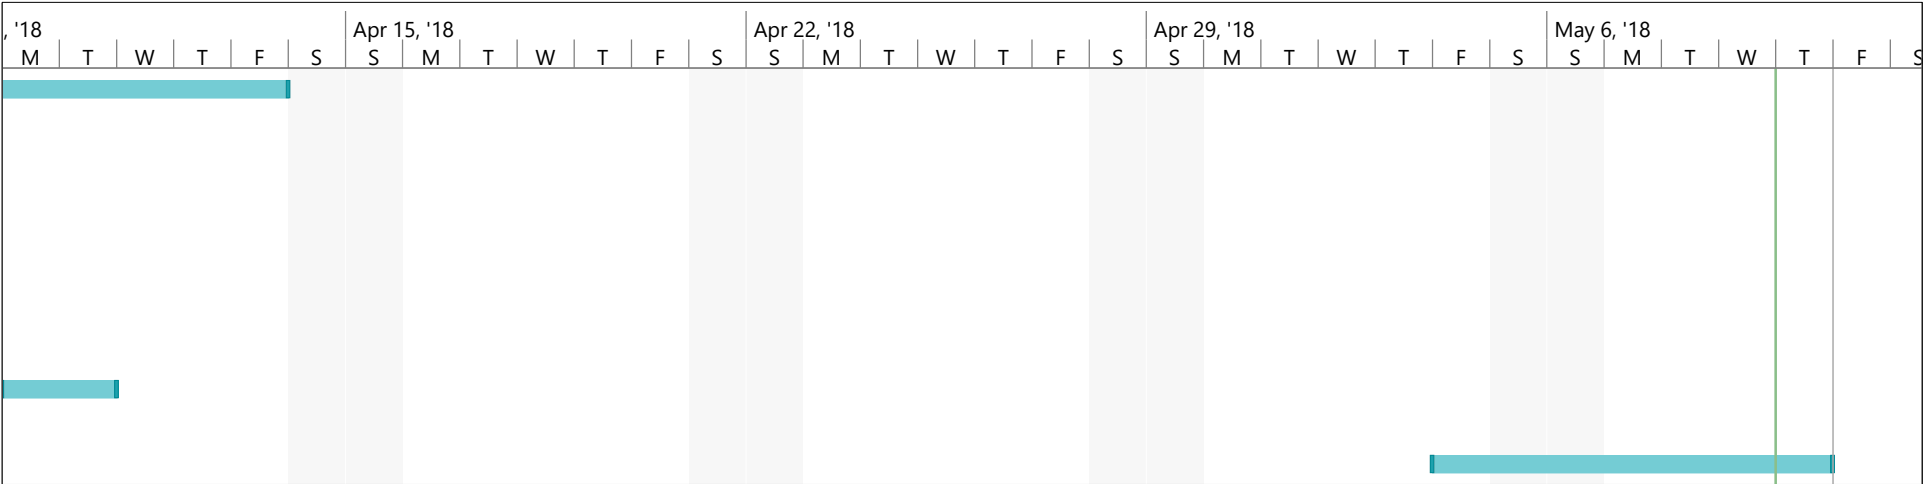 , '18 Apr 15, '18 Apr 22, '18 Apr 29, '18 May 6, '18
M T W T F S S M T W T F S S M T W T F S S M T W T F S S M T W T F S